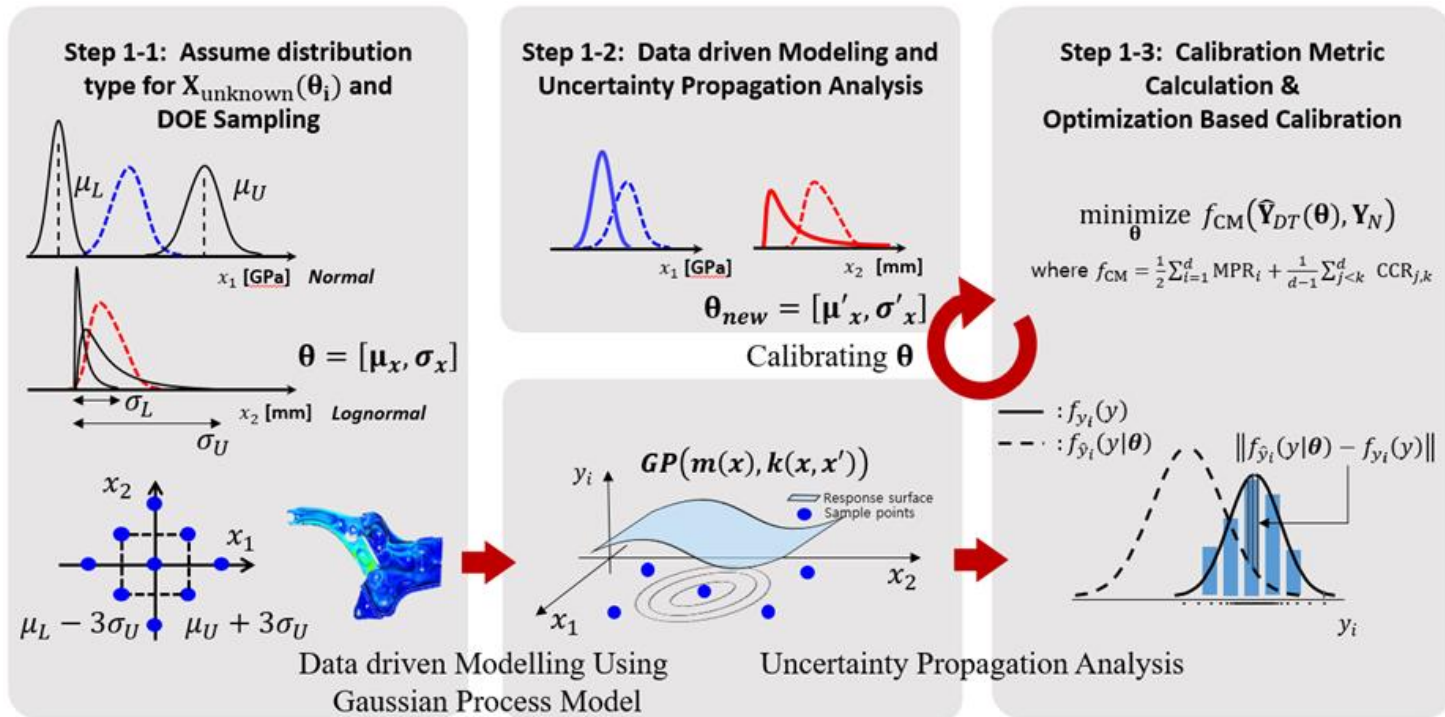 Step 1-1: Assume distribution
type for X_unknown(θ_i) and
DOE Sampling
μ_L
μ_U
x_1 [GPa] Normal
θ = [μ_x, σ_x]
σ_L
x_2 [mm] Lognormal
σ_U
x_2
x_1
μ_L − 3σ_U
μ_U + 3σ_U
Step 1-2: Data driven Modeling and
Uncertainty Propagation Analysis
x_1 [GPa]
x_2 [mm]
θ_new = [μ'_x, σ'_x]
Calibrating θ
GP(m(x), k(x, x'))
y_i
Response surface
Sample points
x_2
x_1
Data driven Modelling Using
Gaussian Process Model
Step 1-3: Calibration Metric
Calculation &
Optimization Based Calibration
minimize f_CM(Ŷ_DT(θ), Y_N)
θ
where f_CM = 1/2 ∑_{i=1}^{d} MPR_i + 1/(d−1) ∑_{j<k}^{d} CCR_{j,k}
: f_{y_i}(y)
: f_{ŷ_i}(y|θ)
‖f_{ŷ_i}(y|θ) − f_{y_i}(y)‖
y_i
Uncertainty Propagation Analysis